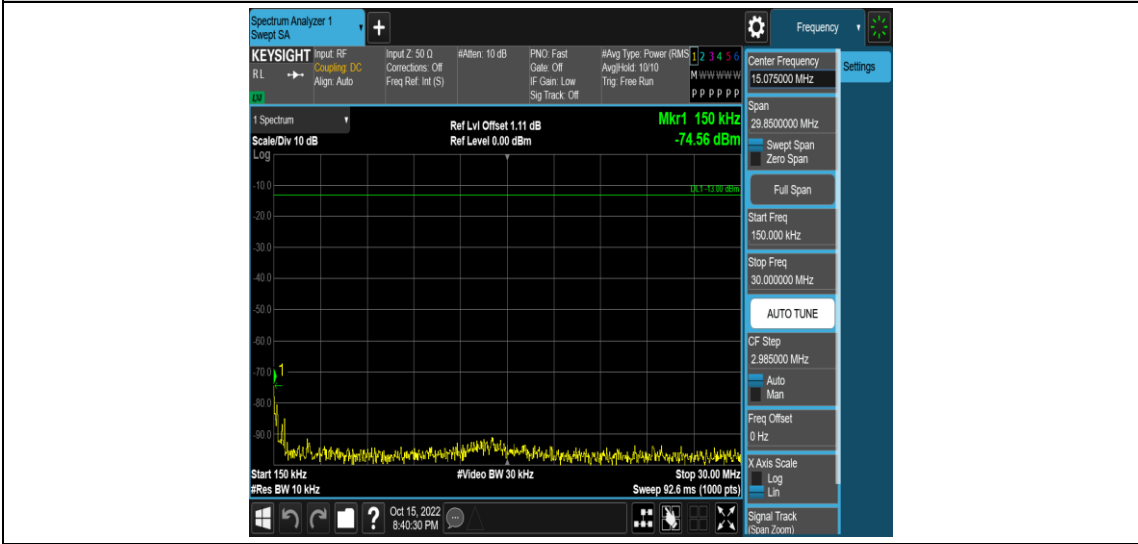 Spectrum Analyzer 1
Swept SA
+
Frequency
KEYSIGHT
RL
LXI
Input: RF
Coupling: DC
Align: Auto
Input Z: 50 Ω
Corrections: Off
Freq Ref: Int (S)
#Atten: 10 dB
PNO: Fast
Gate: Off
IF Gain: Low
Sig Track: Off
#Avg Type: Power (RMS
Avg|Hold: 10/10
Trig: Free Run
1 2 3 4 5 6
M W W W W W
P P P P P P
1 Spectrum
Scale/Div 10 dB
Log
Ref Lvl Offset 1.11 dB
Ref Level 0.00 dBm
Mkr1 150 kHz
-74.56 dBm
DL1 -13.00 dBm
-10.0
-20.0
-30.0
-40.0
-50.0
-60.0
-70.0
-80.0
-90.0
1
Start 150 kHz
#Res BW 10 kHz
#Video BW 30 kHz
Stop 30.00 MHz
Sweep 92.6 ms (1000 pts)
?
Oct 15, 2022
8:40:30 PM
Center Frequency
15.075000 MHz
Settings
Span
29.8500000 MHz
Swept Span
Zero Span
Full Span
Start Freq
150.000 kHz
Stop Freq
30.000000 MHz
AUTO TUNE
CF Step
2.985000 MHz
Auto
Man
Freq Offset
0 Hz
X Axis Scale
Log
Lin
Signal Track
(Span Zoom)